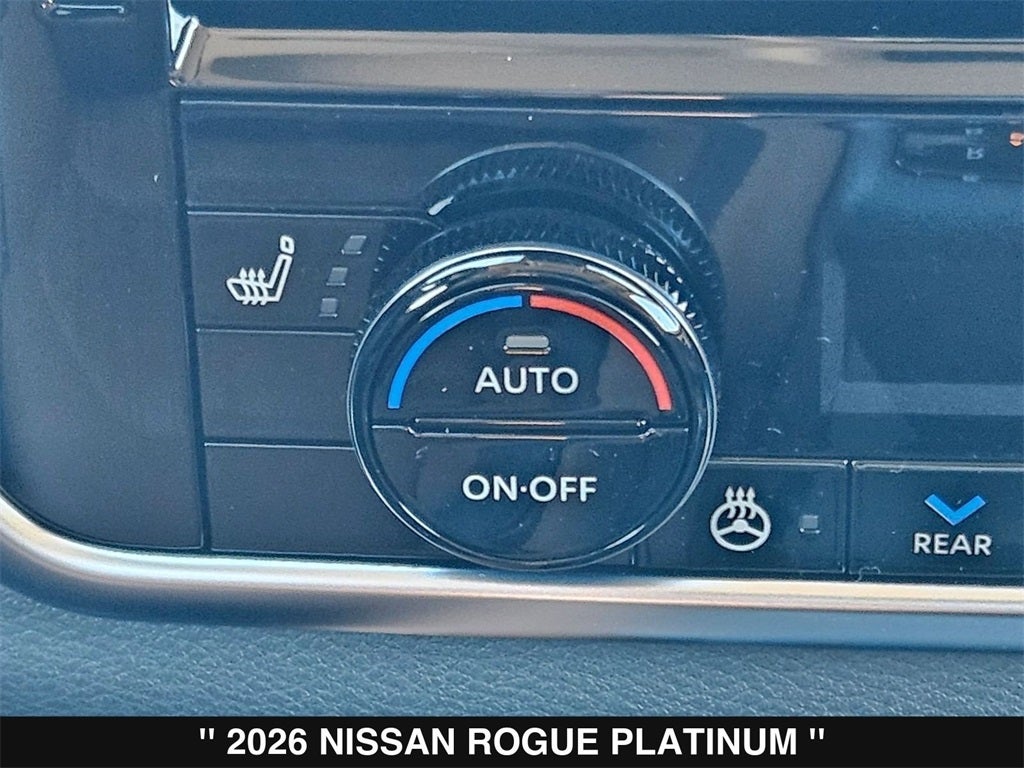 AUTO
ON·OFF
REAR
" 2026 NISSAN ROGUE PLATINUM "